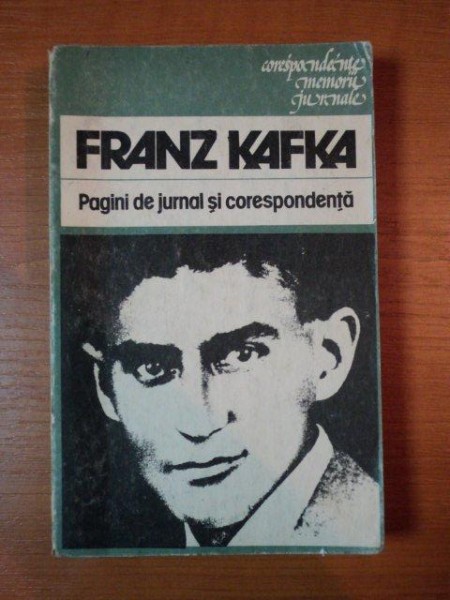 corespondențe
memorii
jurnale
FRANZ KAFKA
Pagini de jurnal și corespondență